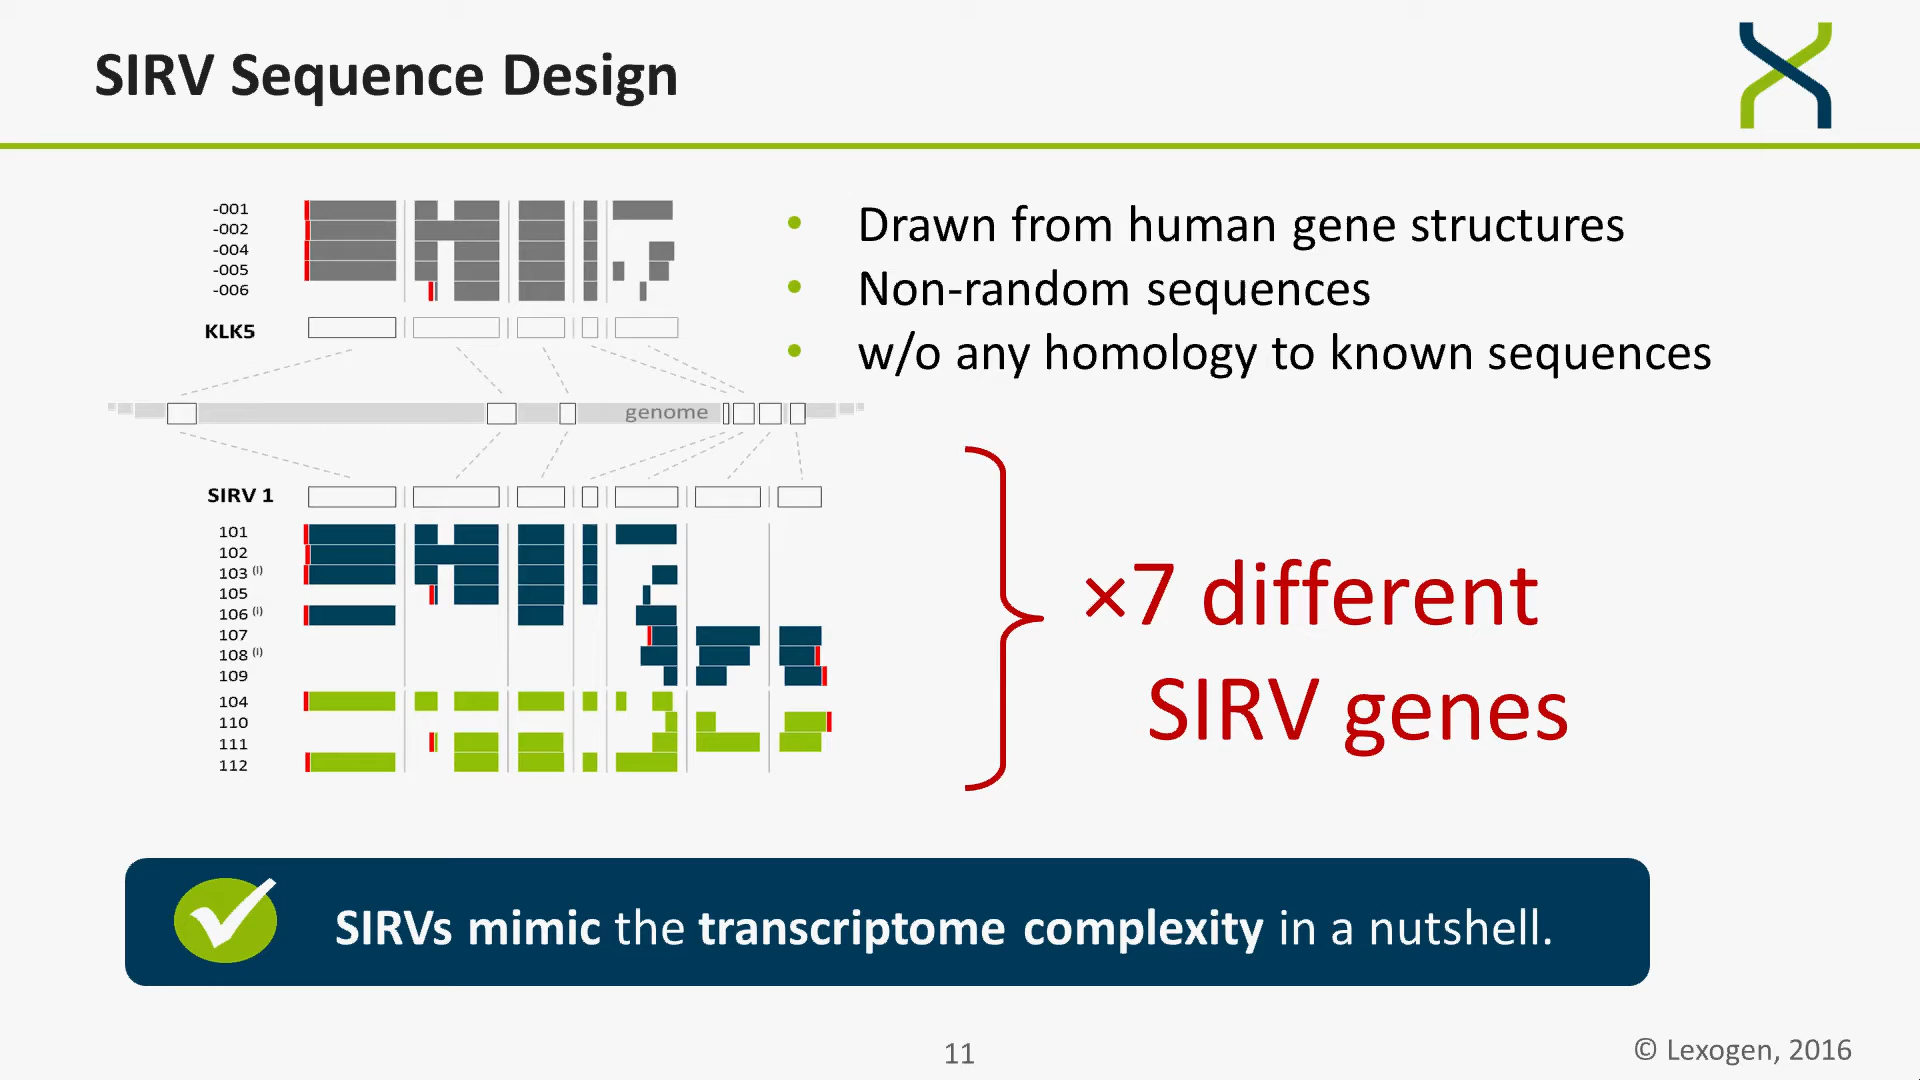 SIRV Sequence Design
-001
-002
-004
-005
-006
KLK5
genome
SIRV 1
101
102
103 (i)
105
106 (i)
107
108 (i)
109
104
110
111
112
• Drawn from human gene structures
• Non-random sequences
• w/o any homology to known sequences
×7 different
SIRV genes
SIRVs mimic the transcriptome complexity in a nutshell.
11
© Lexogen, 2016